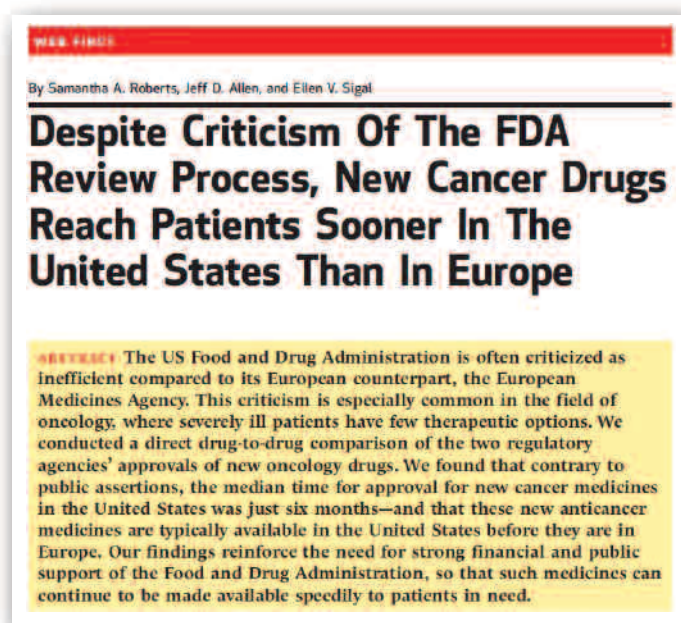 WEB FIRST
By Samantha A. Roberts, Jeff D. Allen, and Ellen V. Sigal
Despite Criticism Of The FDA
Review Process, New Cancer Drugs
Reach Patients Sooner In The
United States Than In Europe
ABSTRACT The US Food and Drug Administration is often criticized as
inefficient compared to its European counterpart, the European
Medicines Agency. This criticism is especially common in the field of
oncology, where severely ill patients have few therapeutic options. We
conducted a direct drug-to-drug comparison of the two regulatory
agencies' approvals of new oncology drugs. We found that contrary to
public assertions, the median time for approval for new cancer medicines
in the United States was just six months—and that these new anticancer
medicines are typically available in the United States before they are in
Europe. Our findings reinforce the need for strong financial and public
support of the Food and Drug Administration, so that such medicines can
continue to be made available speedily to patients in need.